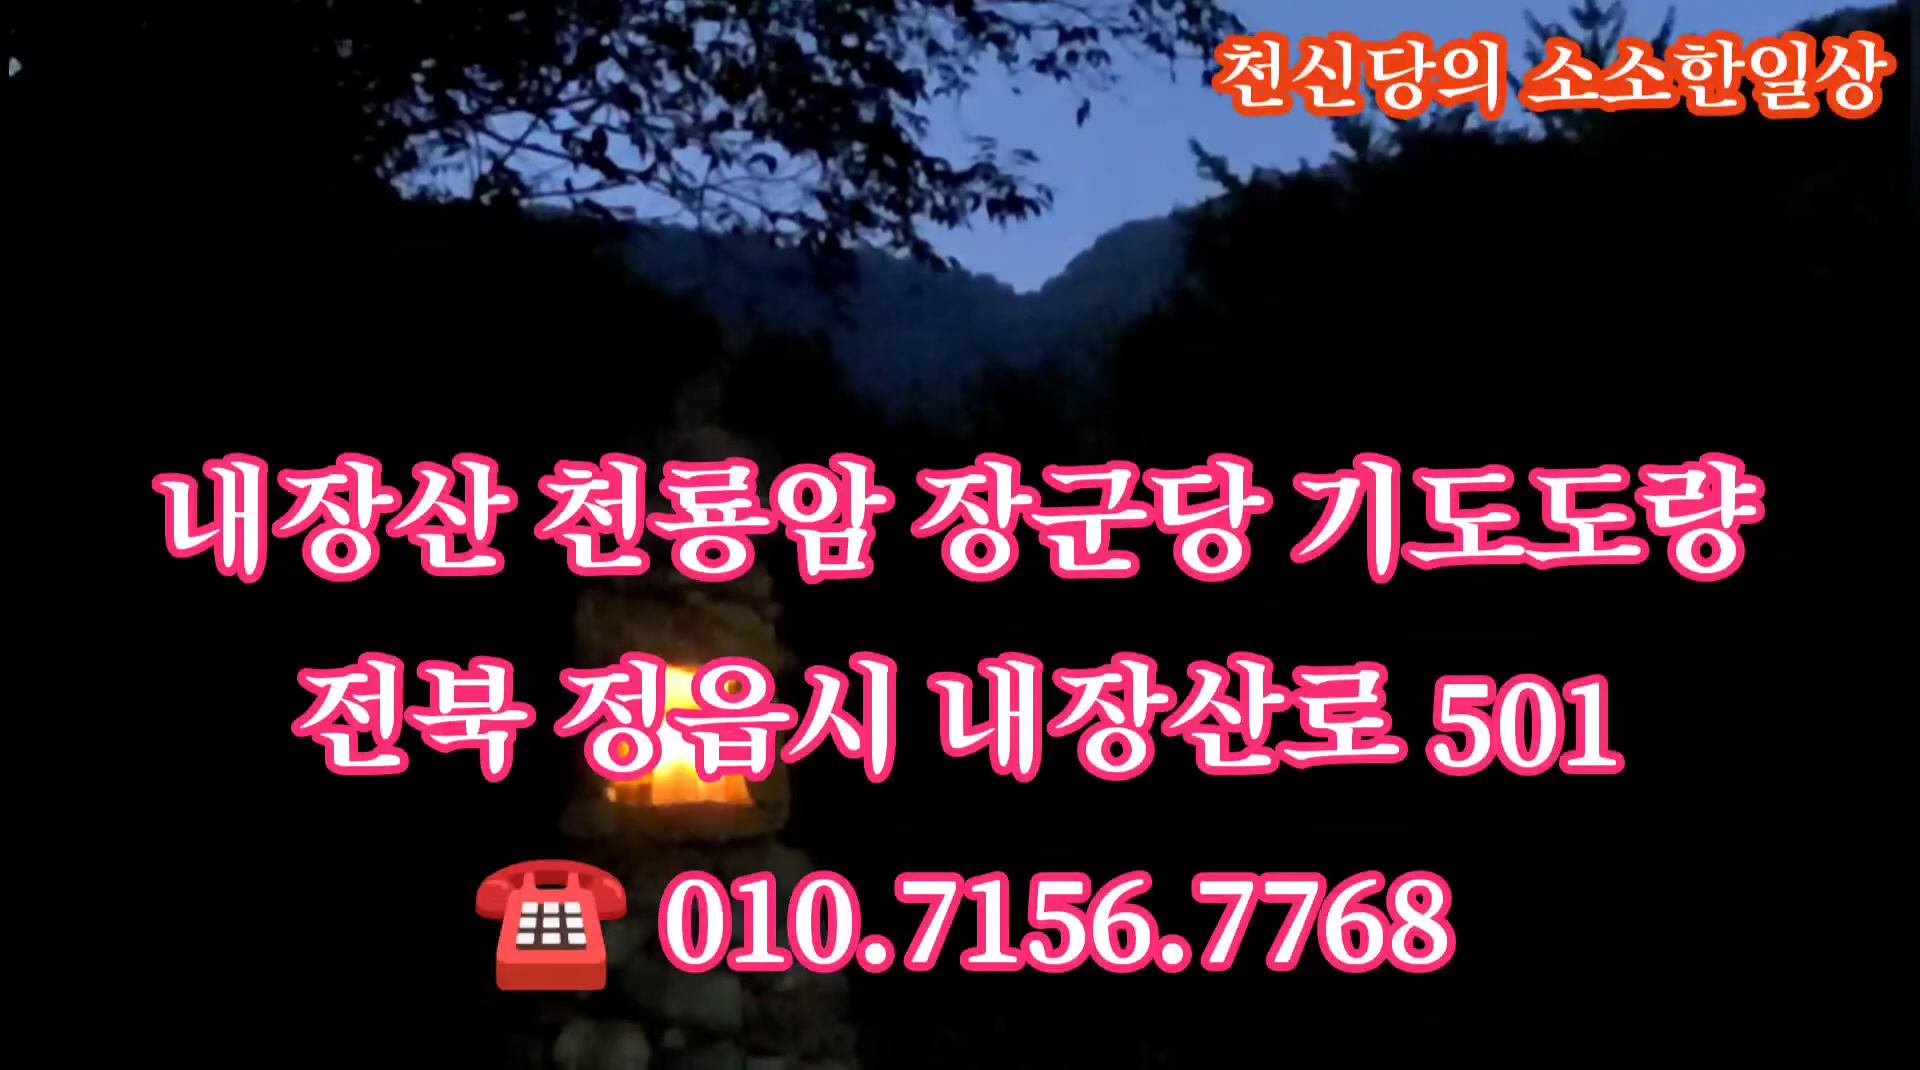 천신당의 소소한일상
내장산 천룡암 장군당 기도도량
전북 정읍시 내장산로 501
☎ 010.7156.7768